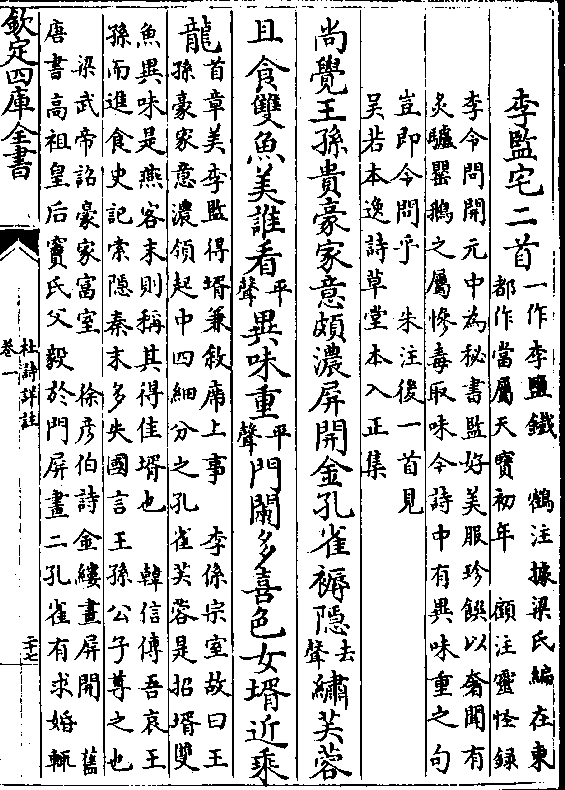 李監宅二首 一作李鹽鐵 鶴注據梁氏編在東
都作當屬天寶初年 顧注靈怪錄
李令問開元中為秘書監好美服珍饌以奢聞有
炙驢罌鵝之屬慘毒取味今詩中有異味重之句
豈即令問乎 朱注後一首見
吳若本逸詩草堂本入正集
尚覺王孫貴豪家意頗濃屏開金孔雀褥隱去聲繡芙蓉
且食雙魚美誰看平聲異味重平聲門闌多喜色女壻近乘
龍 首章美李監得壻兼敘席上事 李係宗室故曰王
孫豪家意濃領起中四細分之孔雀芙蓉是招壻雙
魚異味是燕客末則稱其得佳壻也 韓信傳吾哀王
孫而進食史記索隱秦末多失國言王孫公子尊之也
梁武帝詔豪家富室 徐彥伯詩金縷畫屏開 舊
唐書高祖皇后竇氏父毅於門屏畫二孔雀有求婚輒
欽定四庫全書
杜詩詳註
卷一
二十七